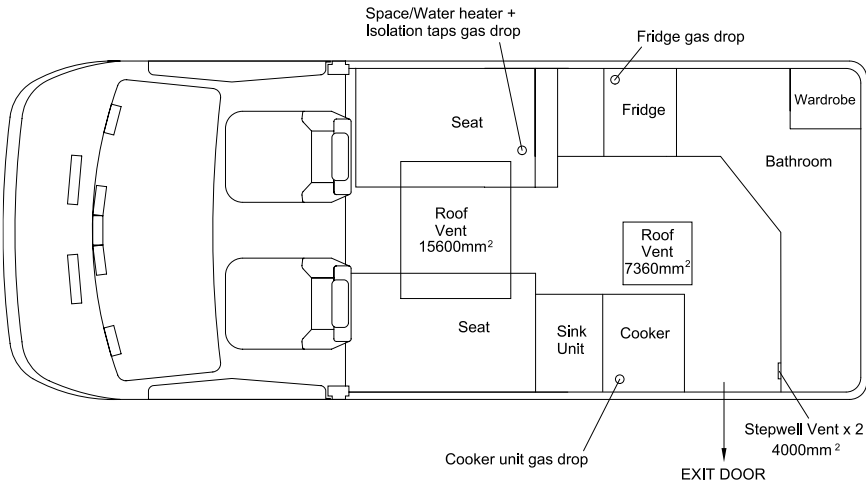 Space/Water heater +
Isolation taps gas drop
Fridge gas drop
Seat
Fridge
Wardrobe
Bathroom
Roof
Vent
15600mm²
Roof
Vent
7360mm²
Seat
Sink
Unit
Cooker
Stepwell Vent x 2
4000mm²
Cooker unit gas drop
EXIT DOOR